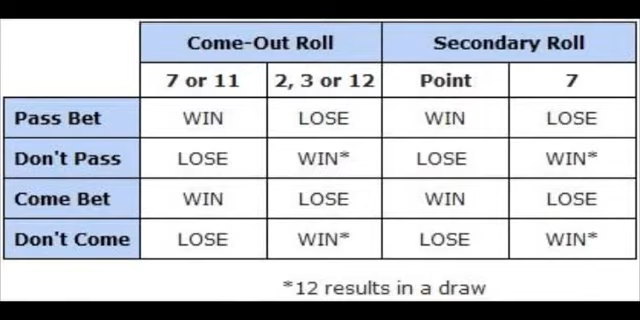 Come-Out Roll Secondary Roll
7 or 11 2, 3 or 12 Point 7
Pass Bet WIN LOSE WIN LOSE
Don't Pass LOSE WIN* LOSE WIN*
Come Bet WIN LOSE WIN LOSE
Don't Come LOSE WIN* LOSE WIN*
*12 results in a draw